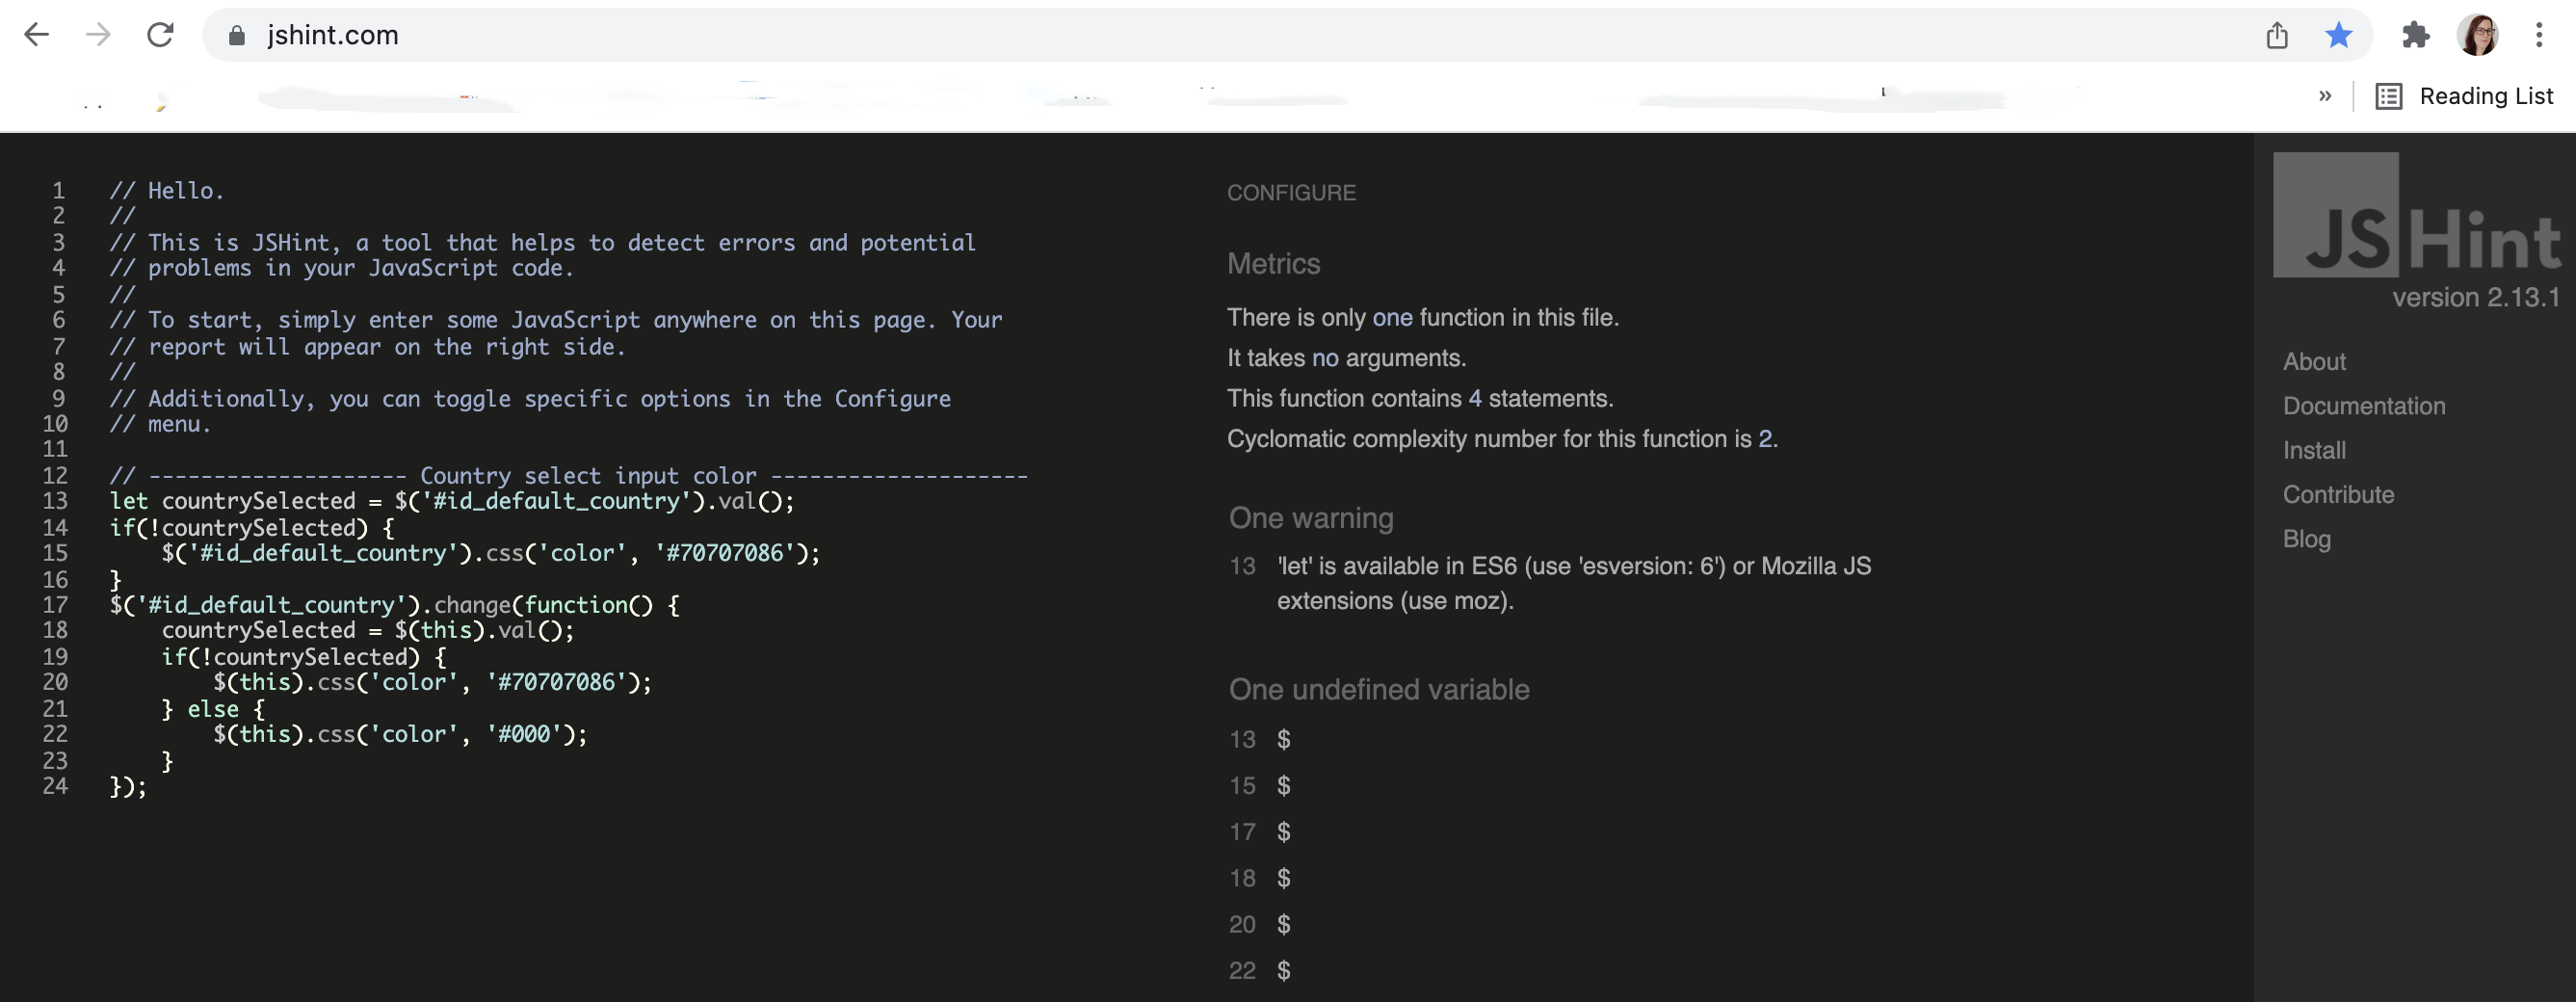 jshint.com
» Reading List
1 // Hello.
2 //
3 // This is JSHint, a tool that helps to detect errors and potential
4 // problems in your JavaScript code.
5 //
6 // To start, simply enter some JavaScript anywhere on this page. Your
7 // report will appear on the right side.
8 //
9 // Additionally, you can toggle specific options in the Configure
10 // menu.
11
12 // -------------------- Country select input color --------------------
13 let countrySelected = $('#id_default_country').val();
14 if(!countrySelected) {
15     $('#id_default_country').css('color', '#70707086');
16 }
17 $('#id_default_country').change(function() {
18     countrySelected = $(this).val();
19     if(!countrySelected) {
20         $(this).css('color', '#70707086');
21     } else {
22         $(this).css('color', '#000');
23     }
24 });
CONFIGURE
Metrics
There is only one function in this file.
It takes no arguments.
This function contains 4 statements.
Cyclomatic complexity number for this function is 2.
One warning
13 'let' is available in ES6 (use 'esversion: 6') or Mozilla JS
extensions (use moz).
One undefined variable
13 $
15 $
17 $
18 $
20 $
22 $
JSHint
version 2.13.1
About
Documentation
Install
Contribute
Blog